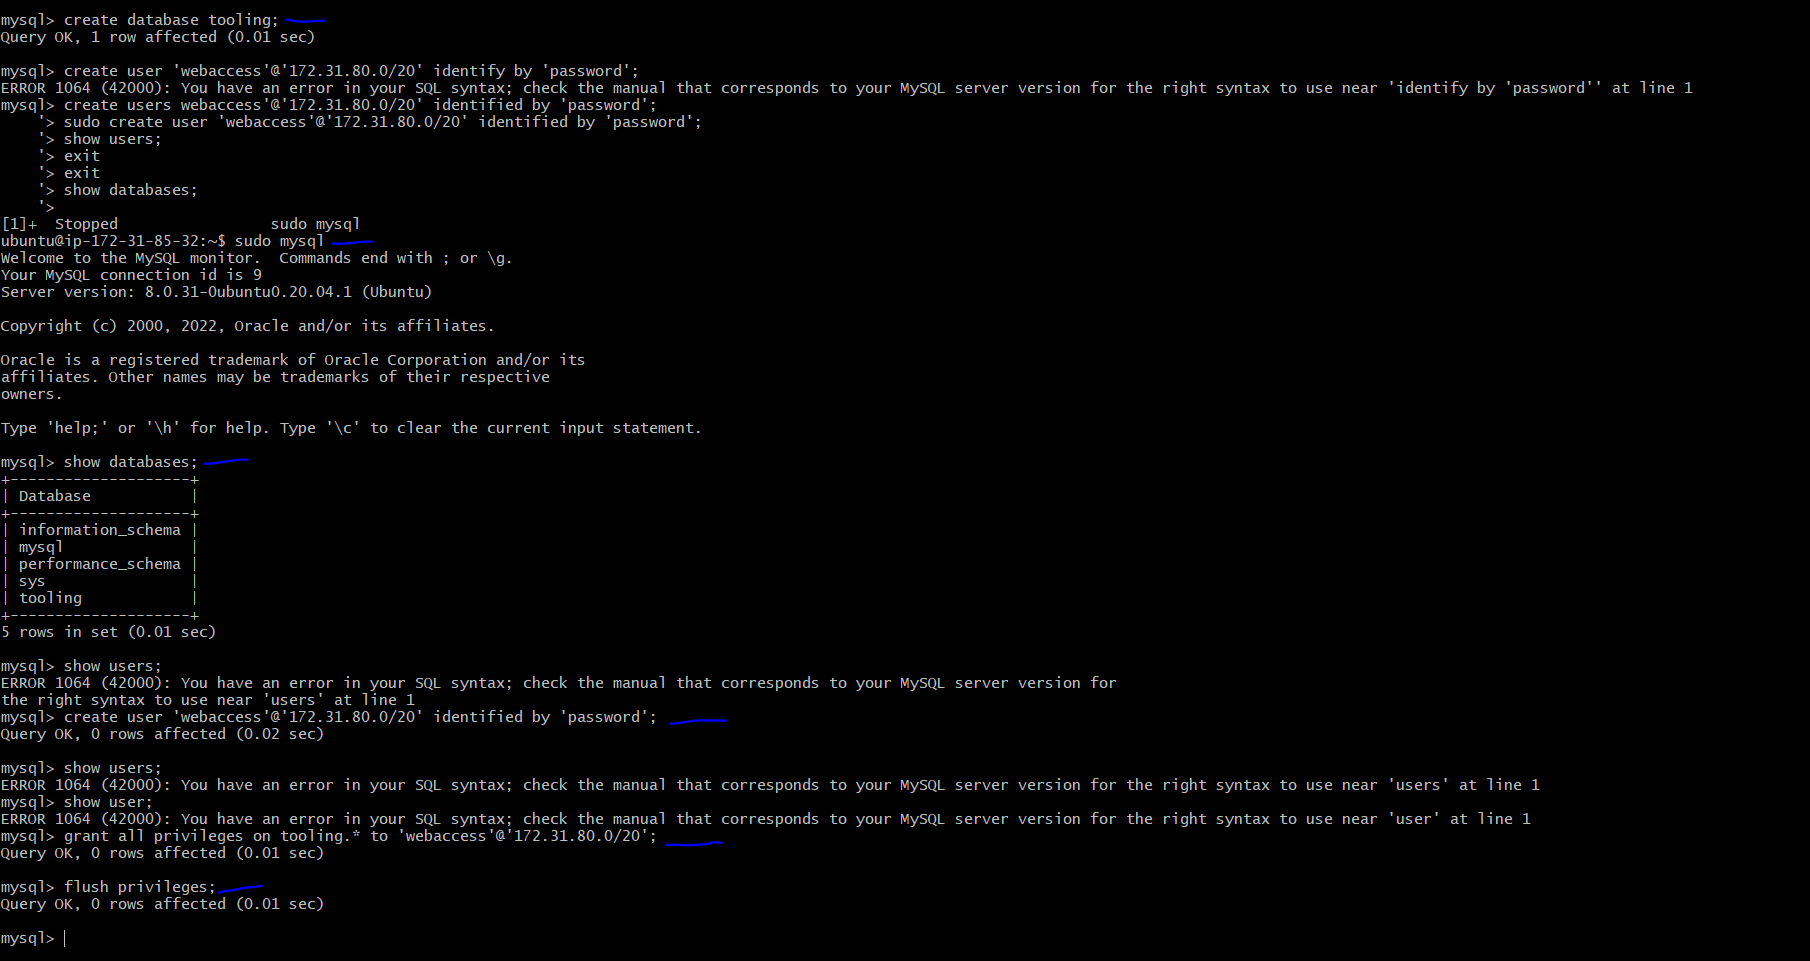 mysql> create database tooling;
Query OK, 1 row affected (0.01 sec)
mysql> create user 'webaccess'@'172.31.80.0/20' identify by 'password';
ERROR 1064 (42000): You have an error in your SQL syntax; check the manual that corresponds to your MySQL server version for the right syntax to use near 'identify by 'password'' at line 1
mysql> create users webaccess'@'172.31.80.0/20' identified by 'password';
'> sudo create user 'webaccess'@'172.31.80.0/20' identified by 'password';
'> show users;
'> exit
'> exit
'> show databases;
'>
[1]+  Stopped                 sudo mysql
ubuntu@ip-172-31-85-32:~$ sudo mysql
Welcome to the MySQL monitor.  Commands end with ; or \g.
Your MySQL connection id is 9
Server version: 8.0.31-0ubuntu0.20.04.1 (Ubuntu)
Copyright (c) 2000, 2022, Oracle and/or its affiliates.
Oracle is a registered trademark of Oracle Corporation and/or its
affiliates. Other names may be trademarks of their respective
owners.
Type 'help;' or '\h' for help. Type '\c' to clear the current input statement.
mysql> show databases;
+--------------------+
| Database           |
+--------------------+
| information_schema |
| mysql              |
| performance_schema |
| sys                |
| tooling            |
+--------------------+
5 rows in set (0.01 sec)
mysql> show users;
ERROR 1064 (42000): You have an error in your SQL syntax; check the manual that corresponds to your MySQL server version for
the right syntax to use near 'users' at line 1
mysql> create user 'webaccess'@'172.31.80.0/20' identified by 'password';
Query OK, 0 rows affected (0.02 sec)
mysql> show users;
ERROR 1064 (42000): You have an error in your SQL syntax; check the manual that corresponds to your MySQL server version for the right syntax to use near 'users' at line 1
mysql> show user;
ERROR 1064 (42000): You have an error in your SQL syntax; check the manual that corresponds to your MySQL server version for the right syntax to use near 'user' at line 1
mysql> grant all privileges on tooling.* to 'webaccess'@'172.31.80.0/20';
Query OK, 0 rows affected (0.01 sec)
mysql> flush privileges;
Query OK, 0 rows affected (0.01 sec)
mysql>